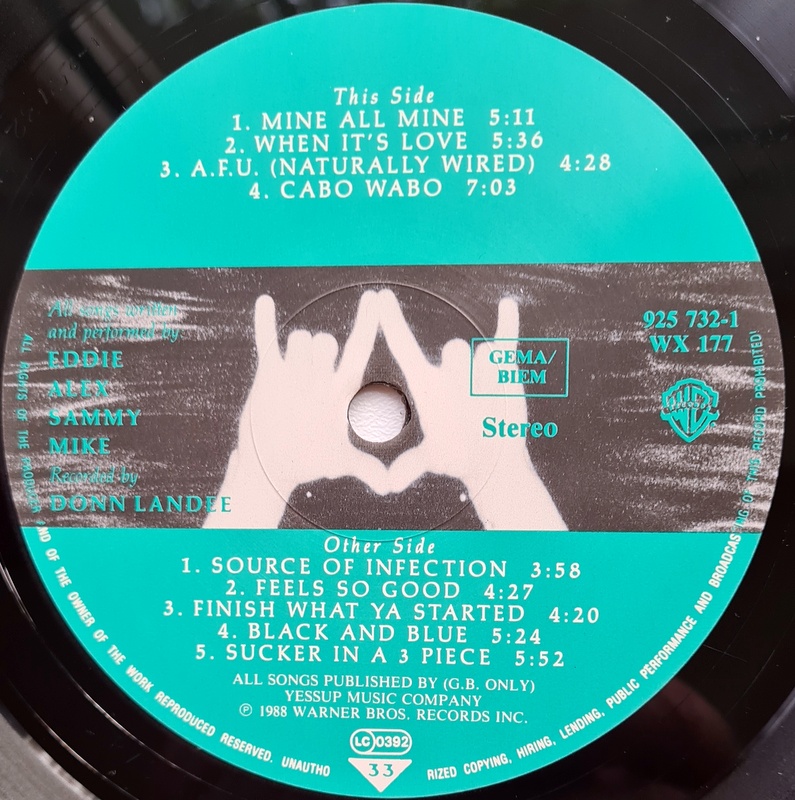 This Side
1. MINE ALL MINE 5:11
2. WHEN IT'S LOVE 5:36
3. A.F.U. (NATURALLY WIRED) 4:28
4. CABO WABO 7:03
All songs written
and performed by
EDDIE
ALEX
SAMMY
MIKE
Recorded by
DONN LANDEE
GEMA/
BIEM
Stereo
925 732-1
WX 177
Other Side
1. SOURCE OF INFECTION 3:58
2. FEELS SO GOOD 4:27
3. FINISH WHAT YA STARTED 4:20
4. BLACK AND BLUE 5:24
5. SUCKER IN A 3 PIECE 5:52
ALL SONGS PUBLISHED BY (G.B. ONLY)
YESSUP MUSIC COMPANY
℗ 1988 WARNER BROS. RECORDS INC.
LC 0392
33
ALL RIGHTS OF THE PRODUCER AND OF THE OWNER OF THE WORK REPRODUCED RESERVED. UNAUTHO
RIZED COPYING, HIRING, LENDING, PUBLIC PERFORMANCE AND BROADCASTING OF THIS RECORD PROHIBITED!